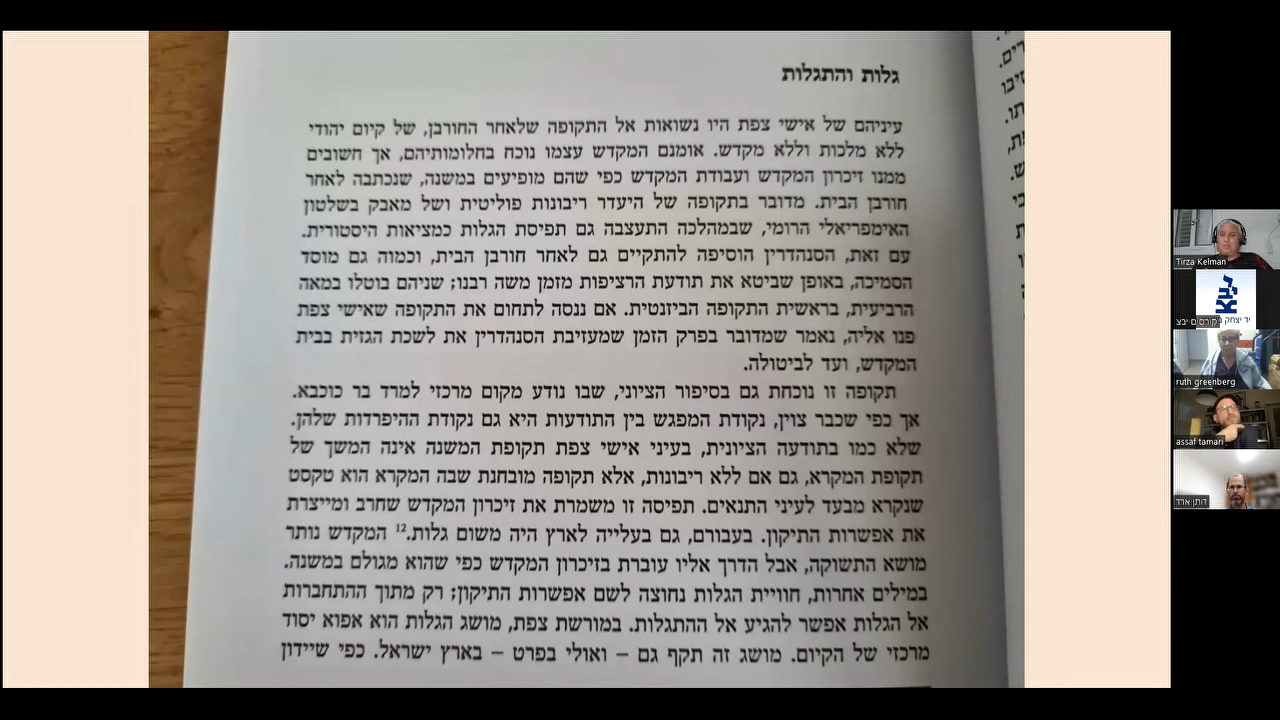 גלות והתגלות
עיניהם של אישי צפת היו נשואות אל התקופה שלאחר החורבן, של קיום יהודי
ללא מלכות וללא מקדש. אומנם המקדש עצמו נוכח בחלומותיהם, אך חשובים
ממנו זיכרון המקדש ועבודת המקדש כפי שהם מופיעים במשנה, שנכתבה לאחר
חורבן הבית. מדובר בתקופה של היעדר ריבונות פוליטית ושל מאבק בשלטון
האימפריאלי הרומי, שבמהלכה התעצבה גם תפיסת הגלות כמציאות היסטורית.
עם זאת, הסנהדרין הוסיפה להתקיים גם לאחר חורבן הבית, וכמוה גם מוסד
הסמיכה, באופן שביטא את תודעת הרציפות מזמן משה רבנו; שניהם בוטלו במאה
הרביעית, בראשית התקופה הביזנטית. אם ננסה לתחום את התקופה שאישי צפת
פנו אליה, נאמר שמדובר בפרק הזמן שמעזיבת הסנהדרין את לשכת הגזית בבית
המקדש, ועד לביטולה.
תקופה זו נוכחת גם בסיפור הציוני, שבו נודע מקום מרכזי למרד בר כוכבא.
אך כפי שכבר צוין, נקודת המפגש בין התודעות היא גם נקודת ההיפרדות שלהן.
שלא כמו בתודעה הציונית, בעיני אישי צפת תקופת המשנה אינה המשך של
תקופת המקרא, גם אם ללא ריבונות, אלא תקופה מובחנת שבה המקרא הוא טקסט
שנקרא מבעד לעיני התנאים. תפיסה זו משמרת את זיכרון המקדש שחרב ומייצרת
את אפשרות התיקון. בעבורם, גם בעלייה לארץ היה משום גלות.12 המקדש נותר
מושא התשוקה, אבל הדרך אליו עוברת בזיכרון המקדש כפי שהוא מגולם במשנה.
במילים אחרות, חוויית הגלות נחוצה לשם אפשרות התיקון; רק מתוך ההתחברות
אל הגלות אפשר להגיע אל ההתגלות. במורשת צפת, מושג הגלות הוא אפוא יסוד
מרכזי של הקיום. מושג זה תקף גם – ואולי בפרט – בארץ ישראל. כפי שיידון
Tirza Kelman
קורסים יבצ
ruth greenberg
assaf tamari
דותן ארד